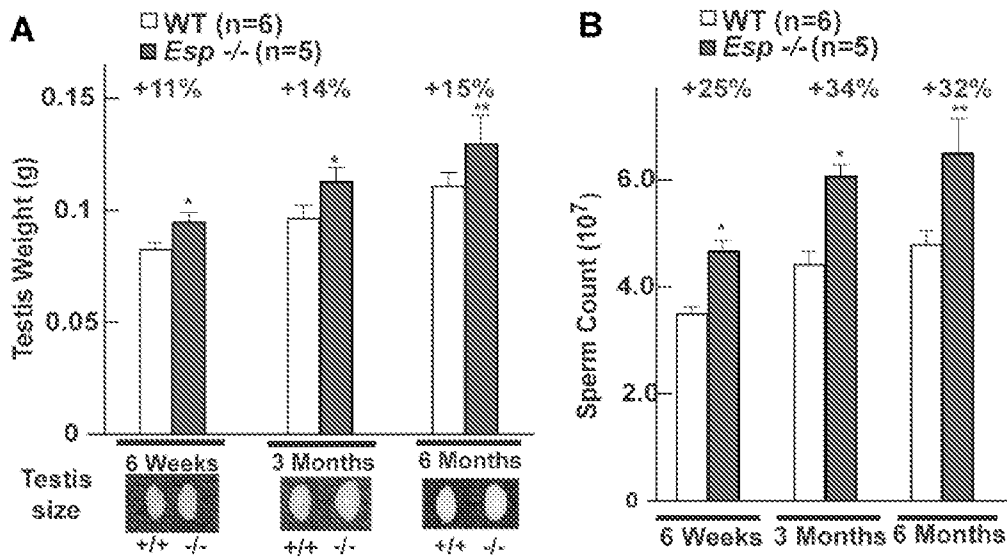 A
WT (n=6)
Esp -/- (n=5)
+11% +14% +15%
Testis Weight (g)
0.15
0.1
0.05
0
^ * **
6 Weeks 3 Months 6 Months
Testis size
+/+ -/- +/+ -/- +/+ -/-
B
WT (n=6)
Esp -/- (n=5)
+25% +34% +32%
Sperm Count (10⁷)
6.0
4.0
2.0
0
^ * **
6 Weeks 3 Months 6 Months